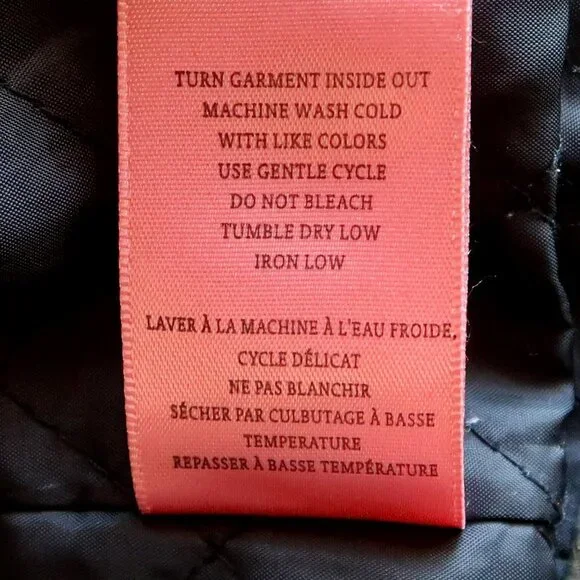 TURN GARMENT INSIDE OUT
MACHINE WASH COLD
WITH LIKE COLORS
USE GENTLE CYCLE
DO NOT BLEACH
TUMBLE DRY LOW
IRON LOW
LAVER À LA MACHINE À L'EAU FROIDE,
CYCLE DÉLICAT
NE PAS BLANCHIR
SÉCHER PAR CULBUTAGE À BASSE
TEMPERATURE
REPASSER À BASSE TEMPÉRATURE